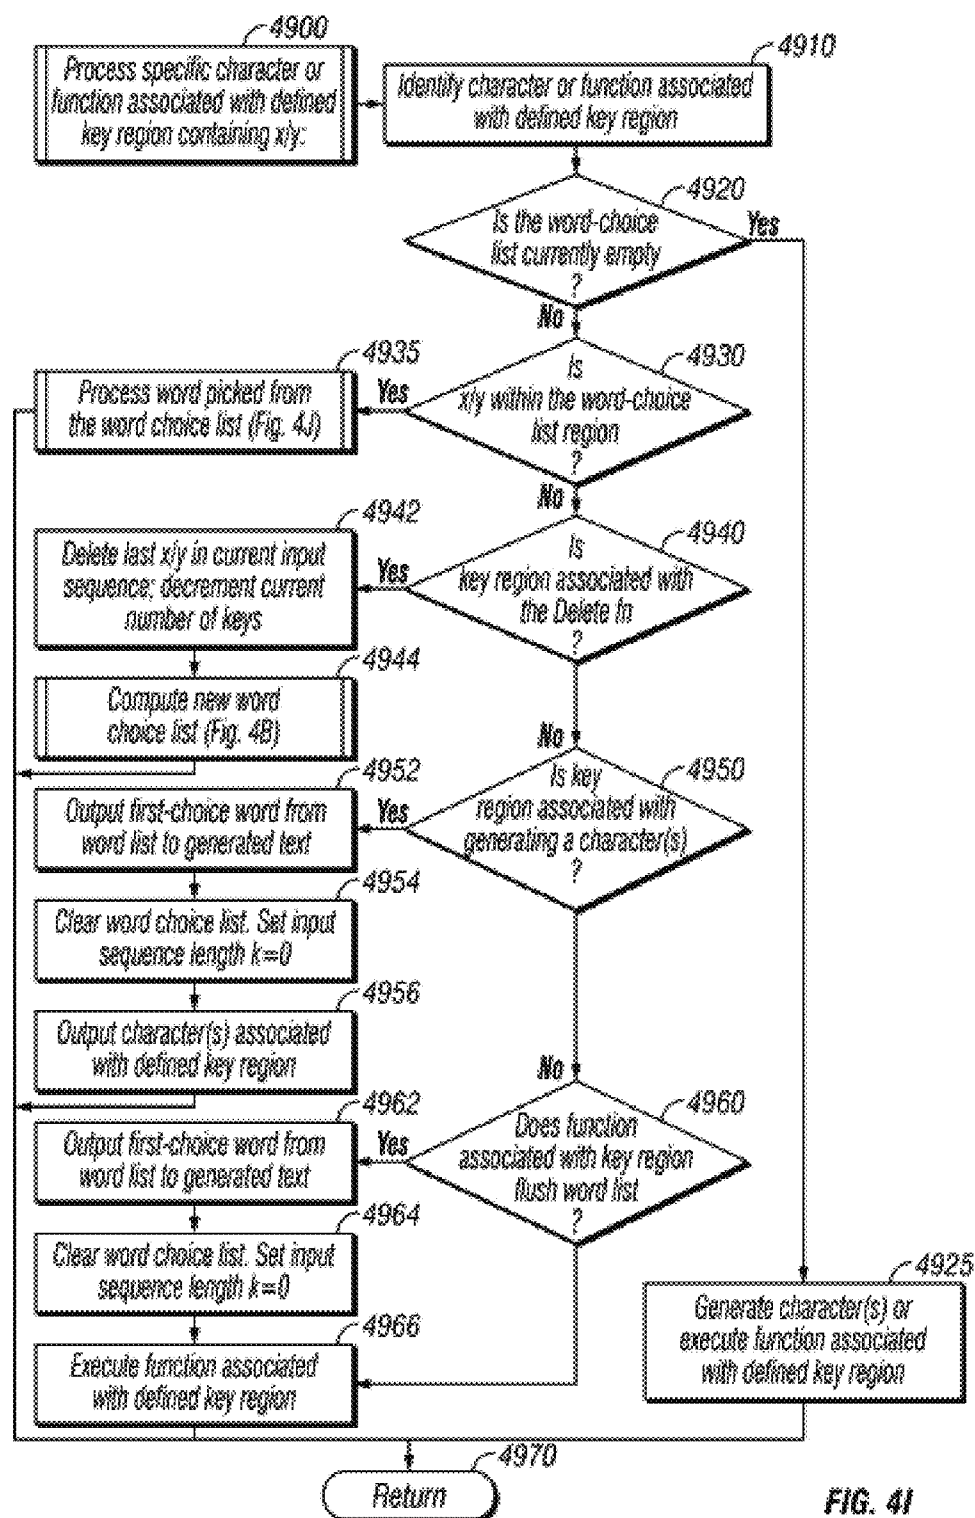 4900
Process specific character or
function associated with defined
key region containing x/y:
4910
Identify character or function associated
with defined key region
4920
Is the word-choice
list currently empty
?
Yes
No
4930
Is
x/y within the word-choice
list region
?
Yes
4935
Process word picked from
the word choice list (Fig. 4J)
No
4940
Is
key region associated with
the Delete fn
?
Yes
4942
Delete last x/y in current input
sequence; decrement current
number of keys
4944
Compute new word
choice list (Fig. 4B)
No
4950
Is key
region associated with
generating a character(s)
?
Yes
4952
Output first-choice word from
word list to generated text
4954
Clear word choice list. Set input
sequence length k=0
4956
Output character(s) associated
with defined key region
No
4960
Does function
associated with key region
flush word list
?
Yes
4962
Output first-choice word from
word list to generated text
4964
Clear word choice list. Set input
sequence length k=0
4966
Execute function associated
with defined key region
4925
Generate character(s) or
execute function associated
with defined key region
4970
Return
FIG. 4I